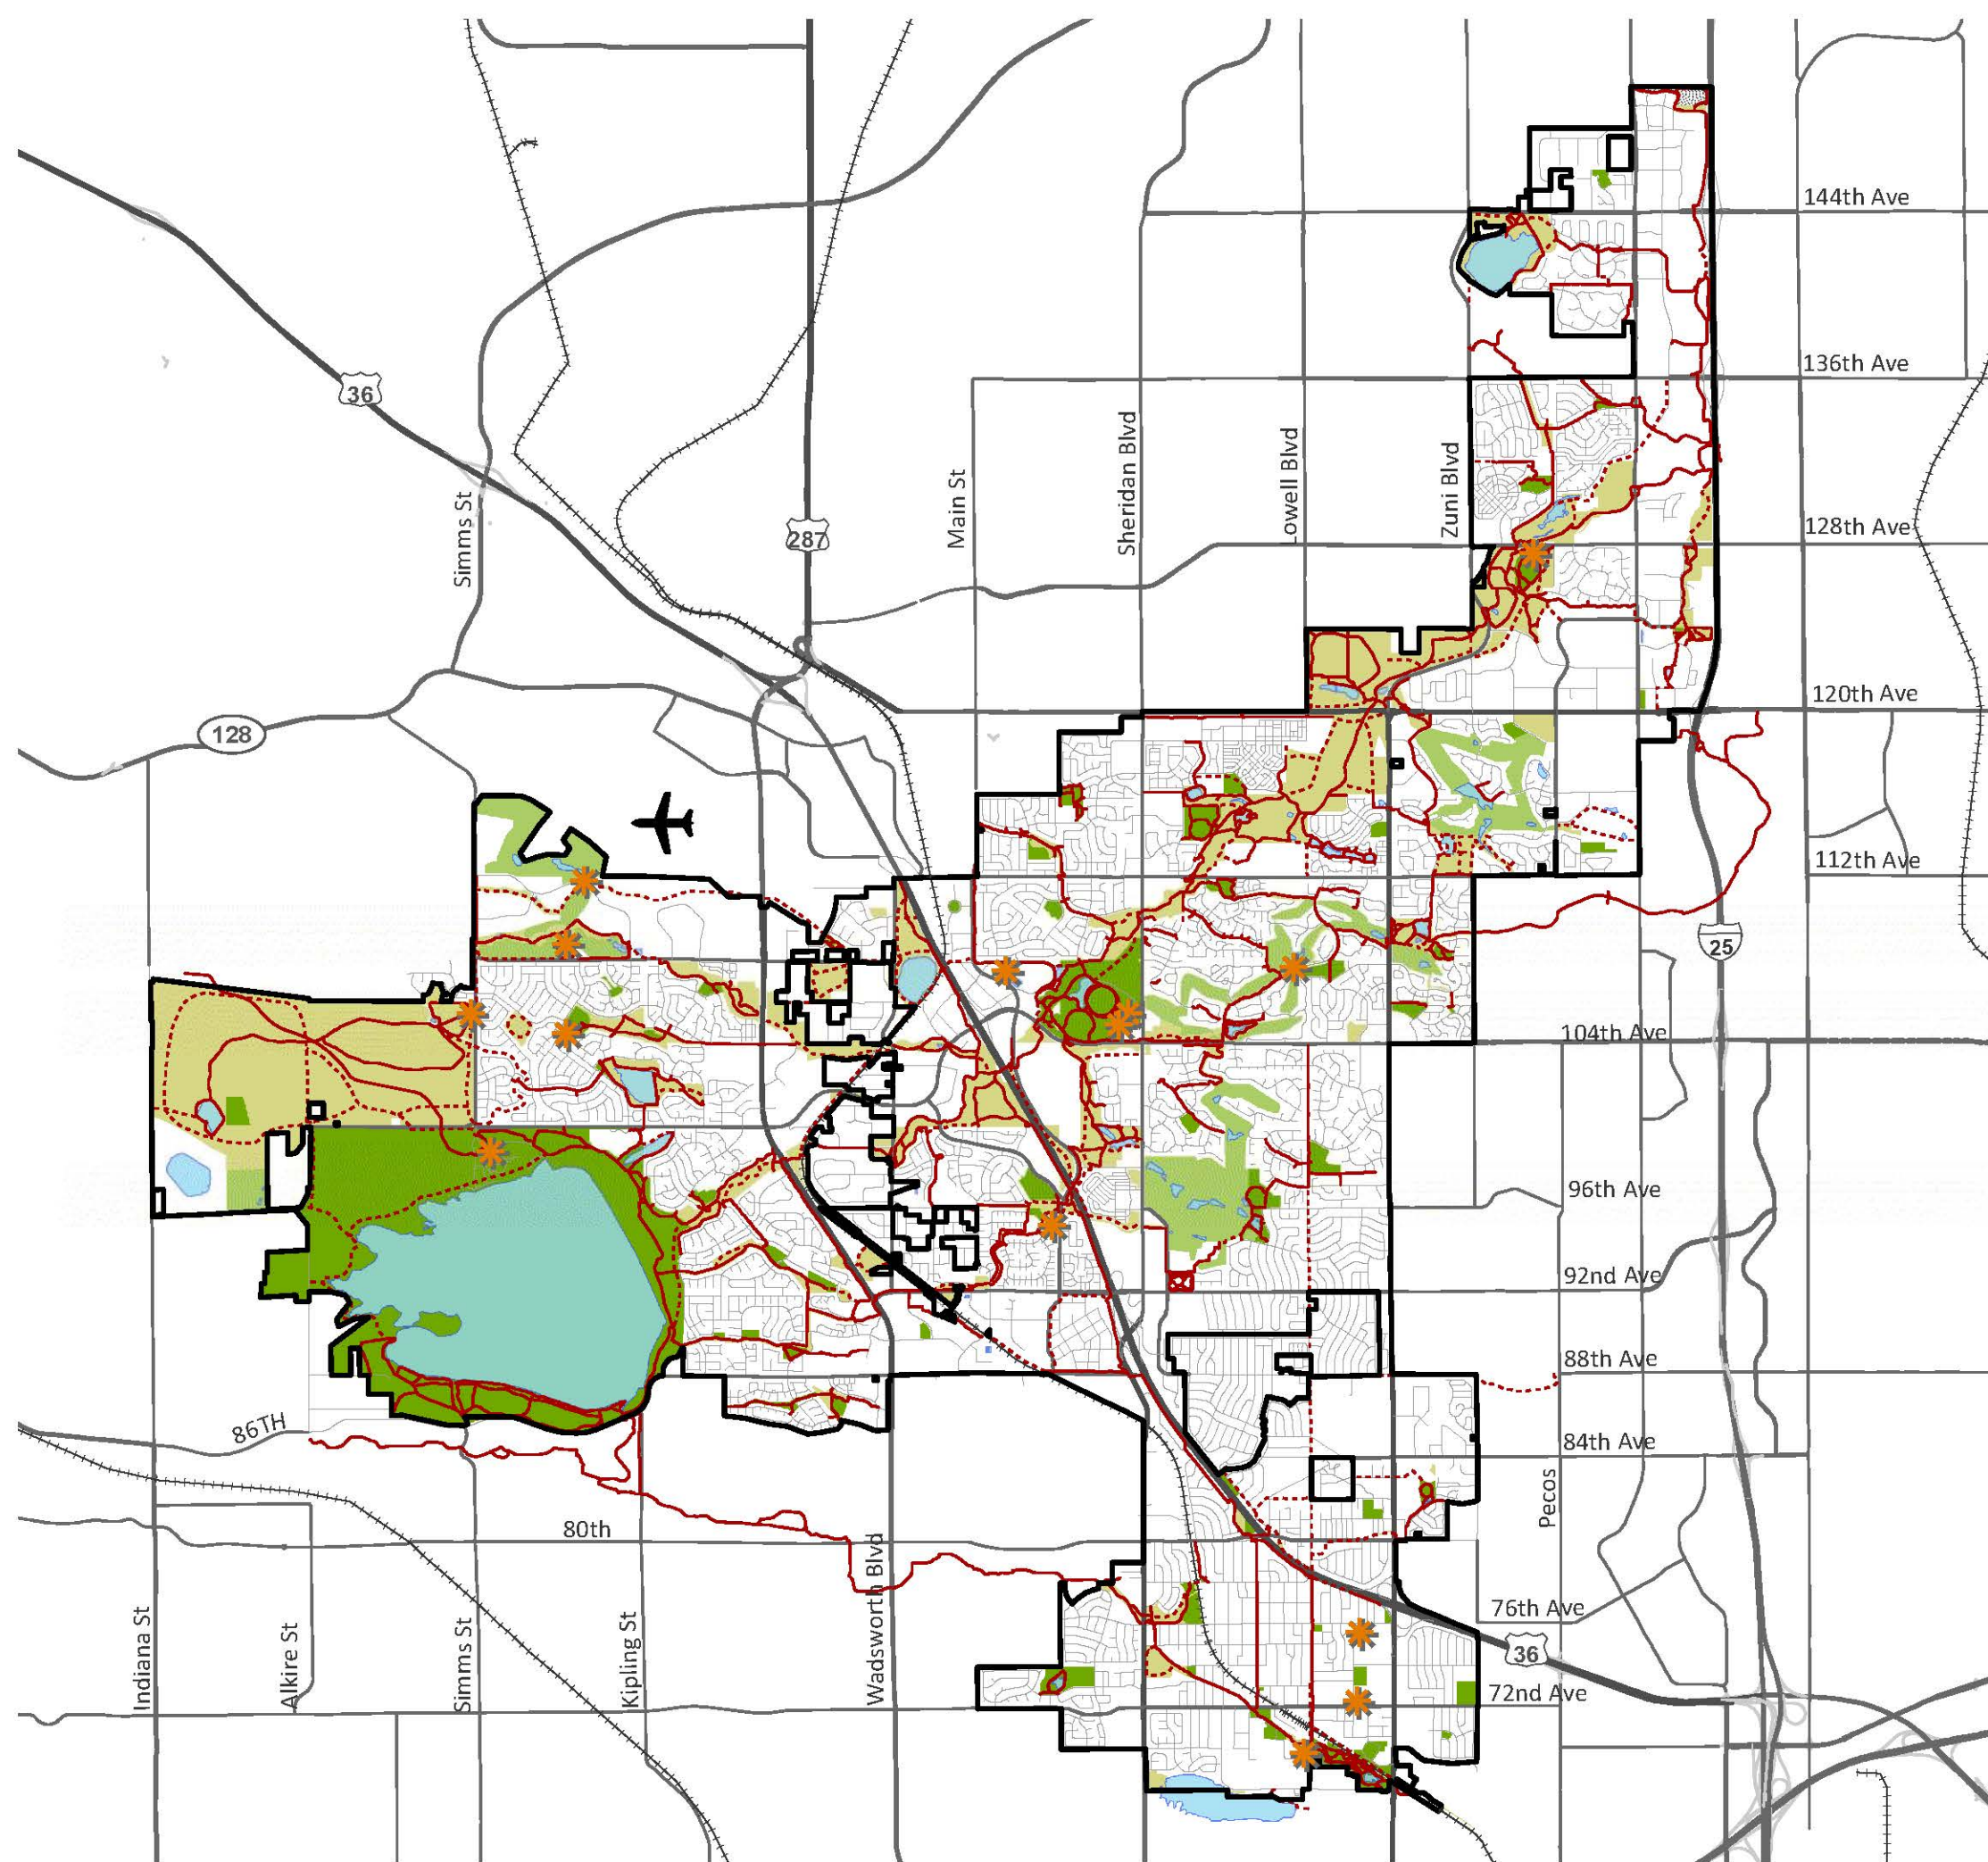 144th Ave
36
136th Ave
Simms St
287
Main St
Sheridan Blvd
Lowell Blvd
Zuni Blvd
128th Ave
120th Ave
128
112th Ave
25
104th Ave
96th Ave
92nd Ave
88th Ave
86TH
84th Ave
Pecos
80th
Indiana St
Alkire St
Simms St
Kipling St
Wadsworth Blvd
76th Ave
36
72nd Ave